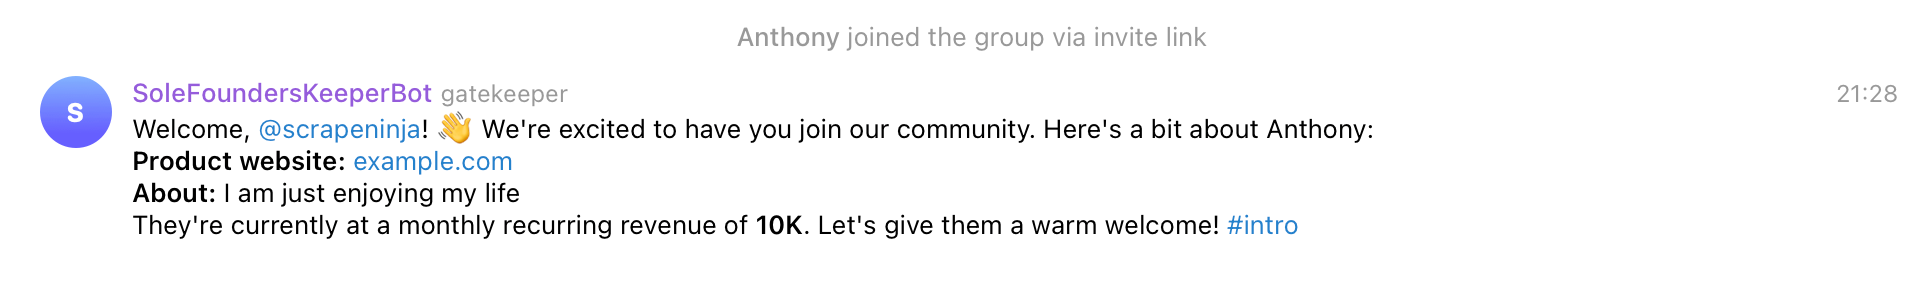 Anthony joined the group via invite link
S
SoleFoundersKeeperBot gatekeeper
21:28
Welcome, @scrapeninja! 👋 We're excited to have you join our community. Here's a bit about Anthony:
Product website: example.com
About: I am just enjoying my life
They're currently at a monthly recurring revenue of 10K. Let's give them a warm welcome! #intro